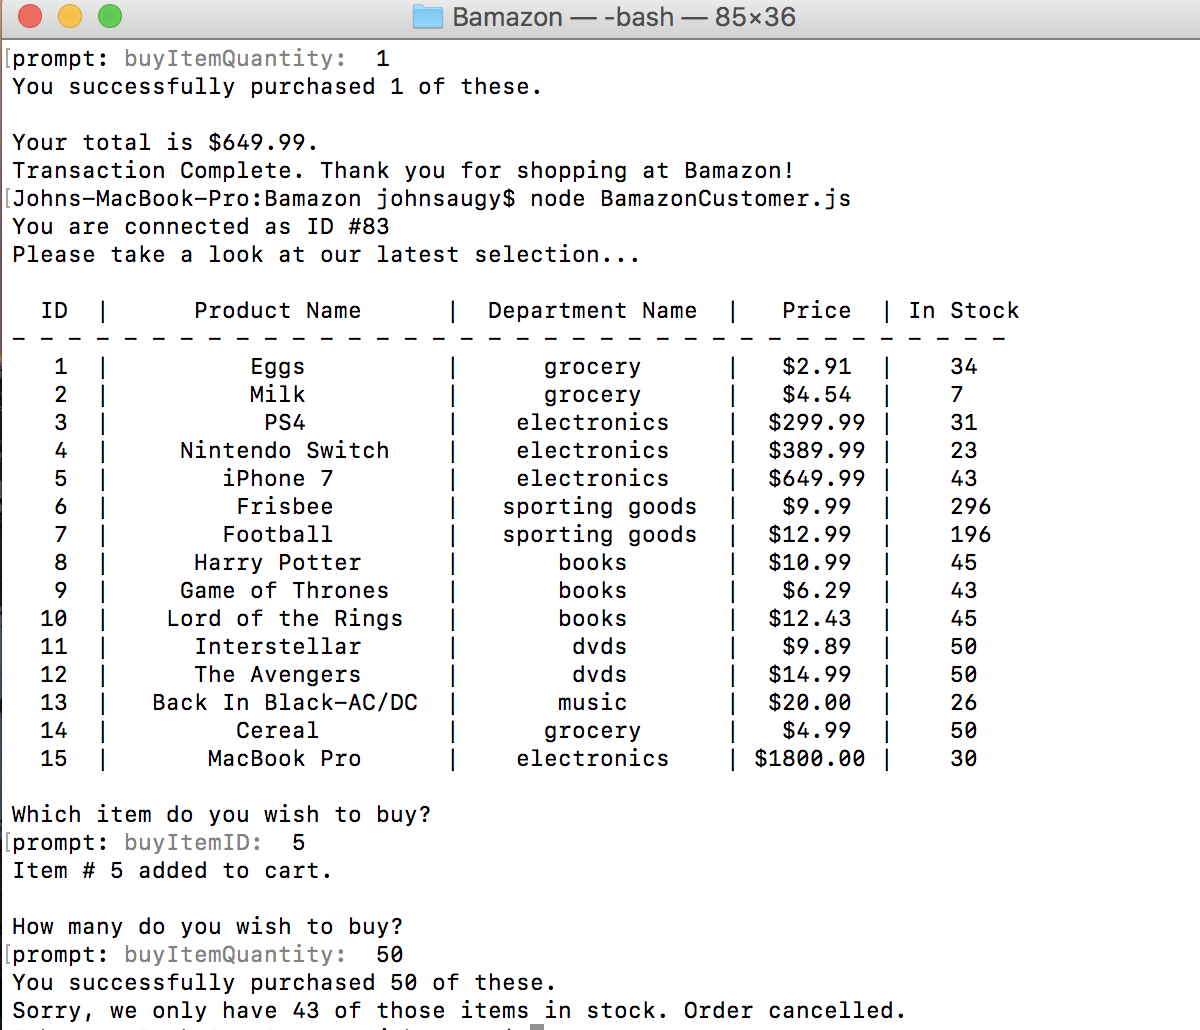 Bamazon — -bash — 85×36
[prompt: buyItemQuantity:  1
You successfully purchased 1 of these.

Your total is $649.99.
Transaction Complete. Thank you for shopping at Bamazon!
[Johns-MacBook-Pro:Bamazon johnsaugy$ node BamazonCustomer.js
You are connected as ID #83
Please take a look at our latest selection...

  ID  |      Product Name      |  Department Name  |   Price  | In Stock
- - - - - - - - - - - - - - - - - - - - - - - - - - - - - - - - - - - -
   1  |          Eggs          |      grocery      |   $2.91  |    34
   2  |          Milk          |      grocery      |   $4.54  |    7
   3  |           PS4          |    electronics    |  $299.99 |    31
   4  |     Nintendo Switch    |    electronics    |  $389.99 |    23
   5  |        iPhone 7        |    electronics    |  $649.99 |    43
   6  |         Frisbee        |   sporting goods  |   $9.99  |    296
   7  |        Football        |   sporting goods  |  $12.99  |    196
   8  |      Harry Potter      |       books       |  $10.99  |    45
   9  |     Game of Thrones    |       books       |   $6.29  |    43
  10  |    Lord of the Rings   |       books       |  $12.43  |    45
  11  |      Interstellar      |        dvds       |   $9.89  |    50
  12  |      The Avengers      |        dvds       |  $14.99  |    50
  13  |   Back In Black-AC/DC  |       music       |  $20.00  |    26
  14  |         Cereal         |      grocery      |   $4.99  |    50
  15  |       MacBook Pro      |    electronics    | $1800.00 |    30

Which item do you wish to buy?
[prompt: buyItemID:  5
Item # 5 added to cart.

How many do you wish to buy?
[prompt: buyItemQuantity:  50
You successfully purchased 50 of these.
Sorry, we only have 43 of those items in stock. Order cancelled.